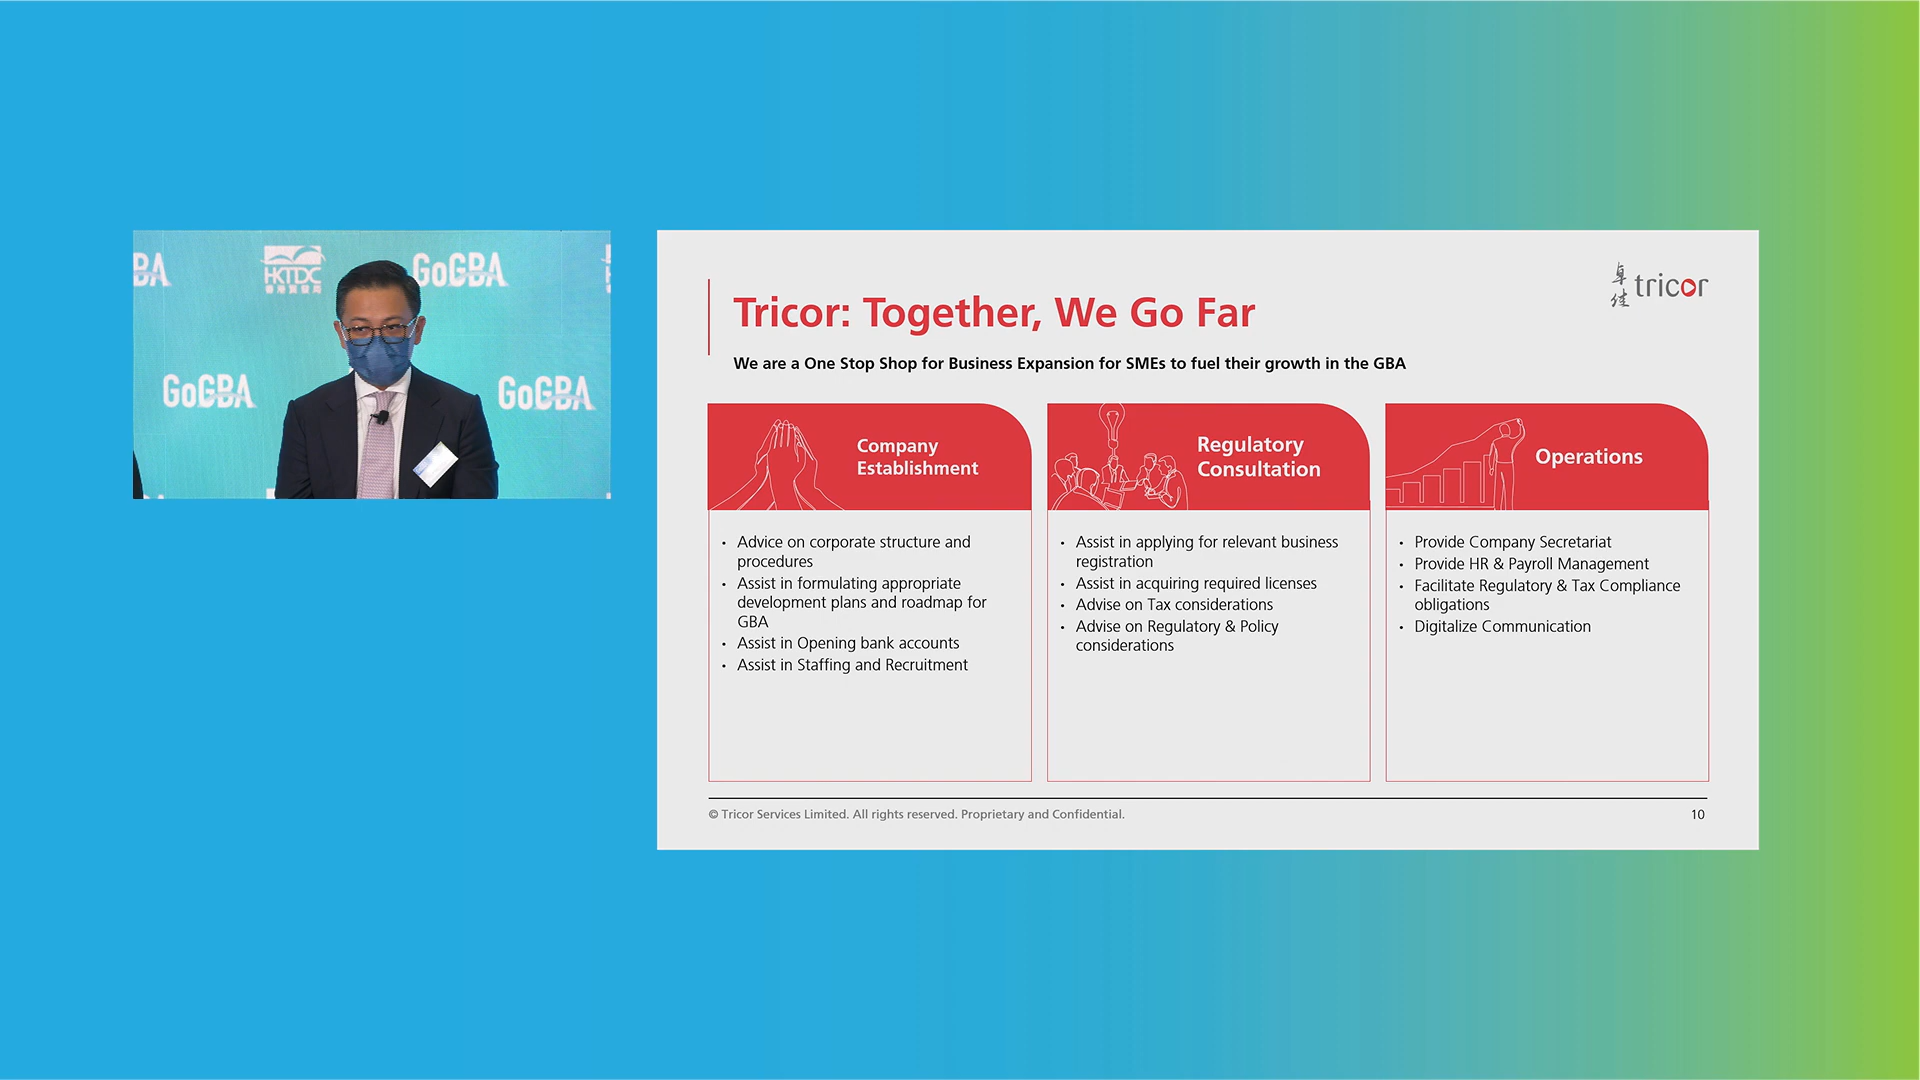 BA
HKTDC
香港貿發局
GoGBA
GoGBA
GoGBA
卓佳
tricor
Tricor: Together, We Go Far
We are a One Stop Shop for Business Expansion for SMEs to fuel their growth in the GBA
Company
Establishment
• Advice on corporate structure and
procedures
• Assist in formulating appropriate
development plans and roadmap for
GBA
• Assist in Opening bank accounts
• Assist in Staffing and Recruitment
Regulatory
Consultation
• Assist in applying for relevant business
registration
• Assist in acquiring required licenses
• Advise on Tax considerations
• Advise on Regulatory & Policy
considerations
Operations
• Provide Company Secretariat
• Provide HR & Payroll Management
• Facilitate Regulatory & Tax Compliance
obligations
• Digitalize Communication
© Tricor Services Limited. All rights reserved. Proprietary and Confidential.
10